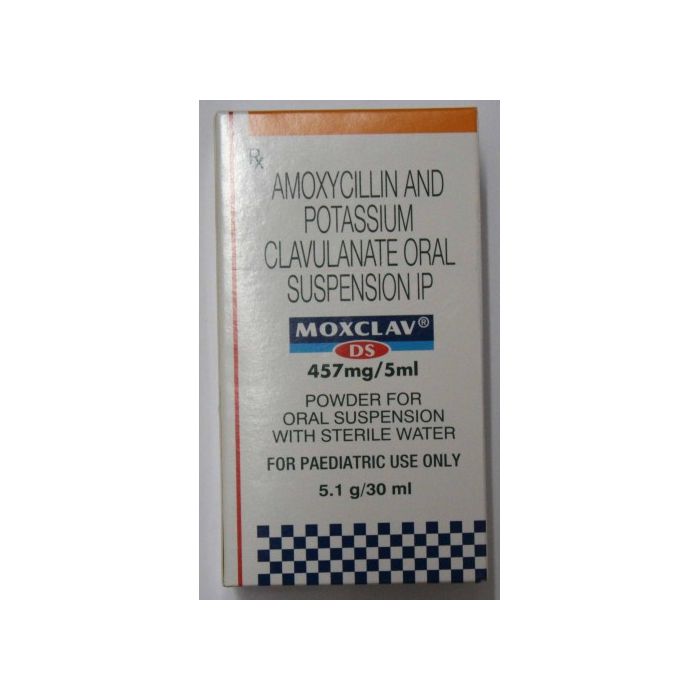 Rx
AMOXYCILLIN AND
POTASSIUM
CLAVULANATE ORAL
SUSPENSION IP
MOXCLAV®
DS
457mg/5ml
POWDER FOR
ORAL SUSPENSION
WITH STERILE WATER
FOR PAEDIATRIC USE ONLY
5.1 g/30 ml